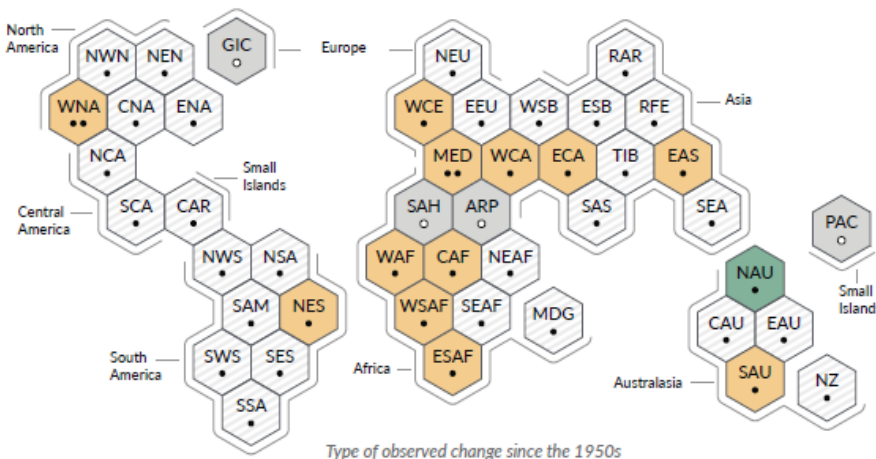 North
America
NWN NEN GIC
Europe
NEU RAR
WNA CNA ENA
WCE EEU WSB ESB RFE
Asia
NCA
MED WCA ECA TIB EAS
Small
Islands
SCA CAR
Central
America
SAH ARP SAS SEA
PAC
NWS NSA
WAF CAF NEAF
NAU
Small
Island
SAM NES
WSAF SEAF MDG
CAU EAU
South
America
SWS SES
Africa
ESAF
Australasia
SAU NZ
SSA
Type of observed change since the 1950s